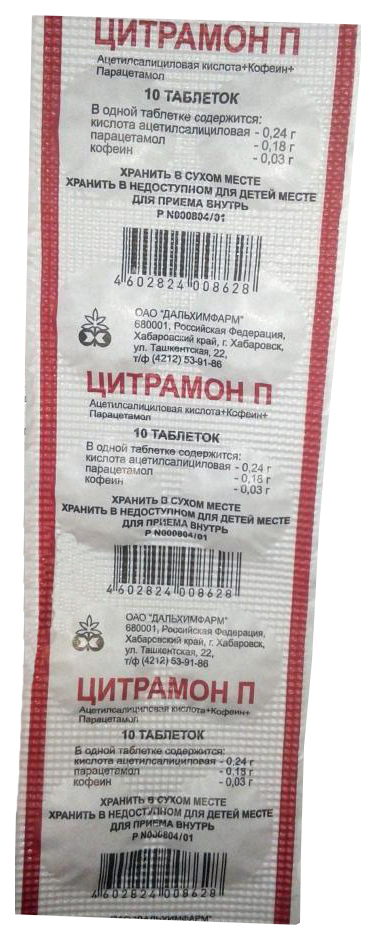 ЦИТРАМОН П
Ацетилсалициловая кислота+Кофеин+
Парацетамол
10 ТАБЛЕТОК
В одной таблетке содержится:
кислота ацетилсалициловая - 0,24 г
парацетамол - 0,18 г
кофеин - 0,03 г
ХРАНИТЬ В СУХОМ МЕСТЕ
ХРАНИТЬ В НЕДОСТУПНОМ ДЛЯ ДЕТЕЙ МЕСТЕ
ДЛЯ ПРИЕМА ВНУТРЬ
Р N000804/01
4 602824 008628
ОАО "ДАЛЬХИМФАРМ"
680001, Российская Федерация,
Хабаровский край, г. Хабаровск,
ул. Ташкентская, 22,
т/ф (4212) 53-91-86
ЦИТРАМОН П
Ацетилсалициловая кислота+Кофеин+
Парацетамол
10 ТАБЛЕТОК
В одной таблетке содержится:
кислота ацетилсалициловая - 0,24 г
парацетамол - 0,18 г
кофеин - 0,03 г
ХРАНИТЬ В СУХОМ МЕСТЕ
ХРАНИТЬ В НЕДОСТУПНОМ ДЛЯ ДЕТЕЙ МЕСТЕ
ДЛЯ ПРИЕМА ВНУТРЬ
Р N000804/01
4 602824 008628
ОАО "ДАЛЬХИМФАРМ"
680001, Российская Федерация,
Хабаровский край, г. Хабаровск,
ул. Ташкентская, 22,
т/ф (4212) 53-91-86
ЦИТРАМОН П
Ацетилсалициловая кислота+Кофеин+
Парацетамол
10 ТАБЛЕТОК
В одной таблетке содержится:
кислота ацетилсалициловая - 0,24 г
парацетамол - 0,18 г
кофеин - 0,03 г
ХРАНИТЬ В СУХОМ МЕСТЕ
ХРАНИТЬ В НЕДОСТУПНОМ ДЛЯ ДЕТЕЙ МЕСТЕ
ДЛЯ ПРИЕМА ВНУТРЬ
Р N000804/01
4 602824 008628
ОАО "ДАЛЬХИМФАРМ"